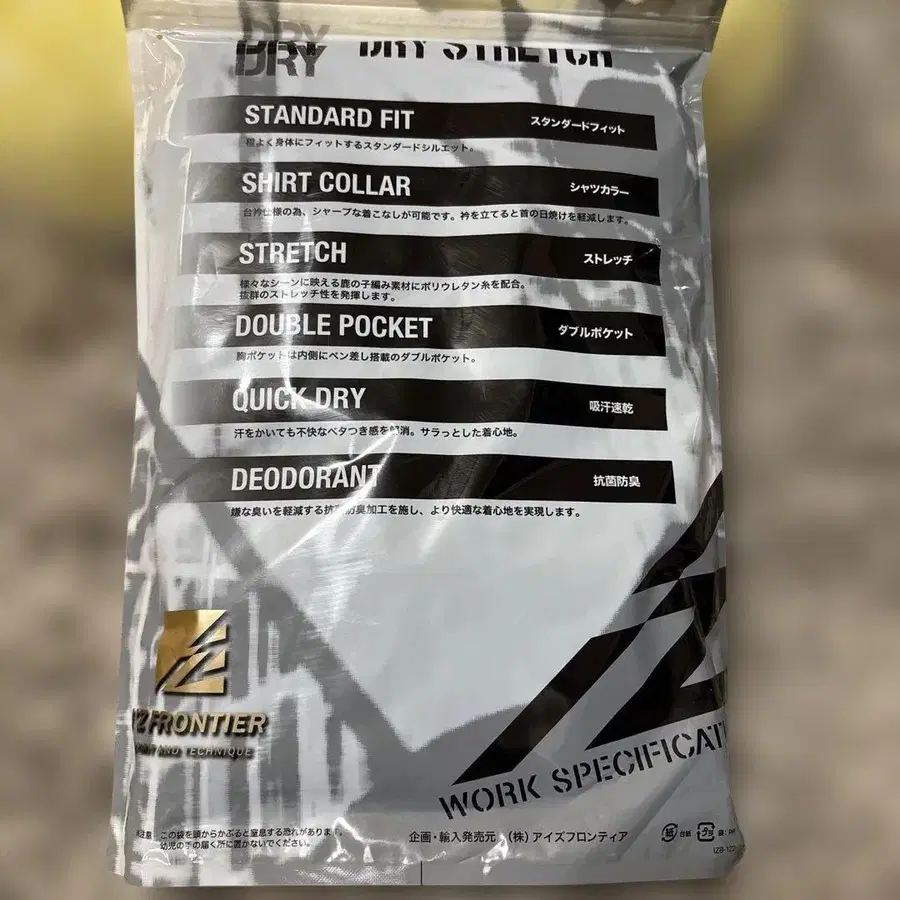 DRY
DRY DRY STRETCH
STANDARD FIT スタンダードフィット
程よく身体にフィットするスタンダードシルエット。
SHIRT COLLAR シャツカラー
台衿仕様の為、シャープな着こなしが可能です。衿を立てると首の日焼けを軽減します。
STRETCH ストレッチ
様々なシーンに映える鹿の子編み素材にポリウレタン糸を配合。
抜群のストレッチ性を発揮します。
DOUBLE POCKET ダブルポケット
胸ポケットは内側にペン差し搭載のダブルポケット。
QUICK DRY 吸汗速乾
汗をかいても不快なベタつき感を解消。サラっとした着心地。
DEODORANT 抗菌防臭
嫌な臭いを軽減する抗菌防臭加工を施し、より快適な着心地を実現します。
Z FRONTIER
AND TECHNIQUE
WORK SPECIFICATI
注意 この袋を頭からかぶると窒息する恐れがあります。
幼児の手の届く所に置かないでください。
企画・輸入発売元 (株)アイズフロンティア
紙 台紙 プラ 袋: